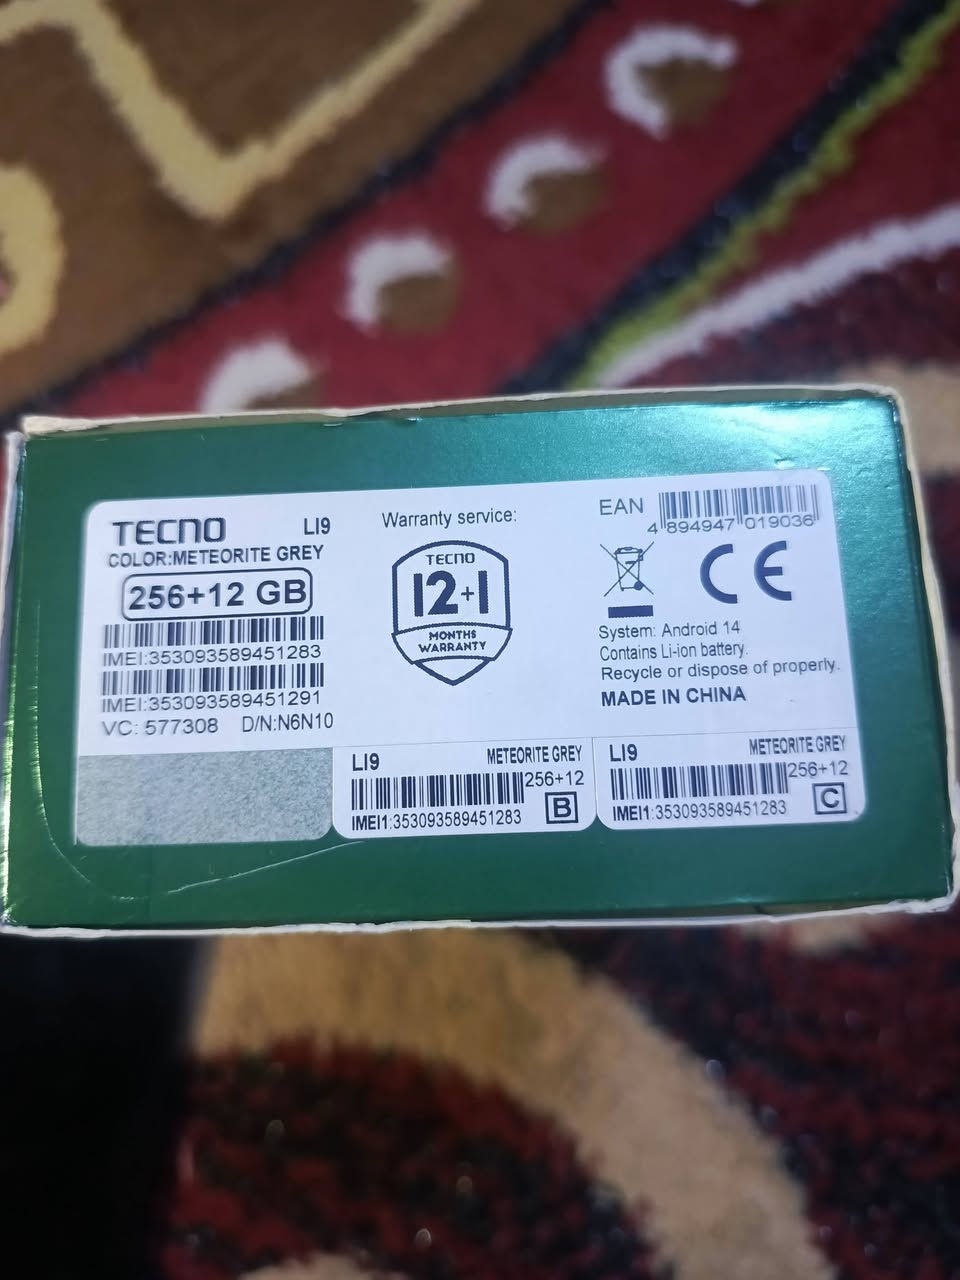 TECNO LI9
COLOR:METEORITE GREY
256+12 GB
IMEI:353093589451283
IMEI:353093589451291
VC: 577308 D/N:N6N10
Warranty service:
TECNO
12+1
MONTHS
WARRANTY
EAN
4 894947 019036
CE
System: Android 14
Contains Li-ion battery.
Recycle or dispose of properly.
MADE IN CHINA
LI9 METEORITE GREY
256+12
IMEI1:353093589451283 B
LI9 METEORITE GREY
256+12
IMEI1:353093589451283 C